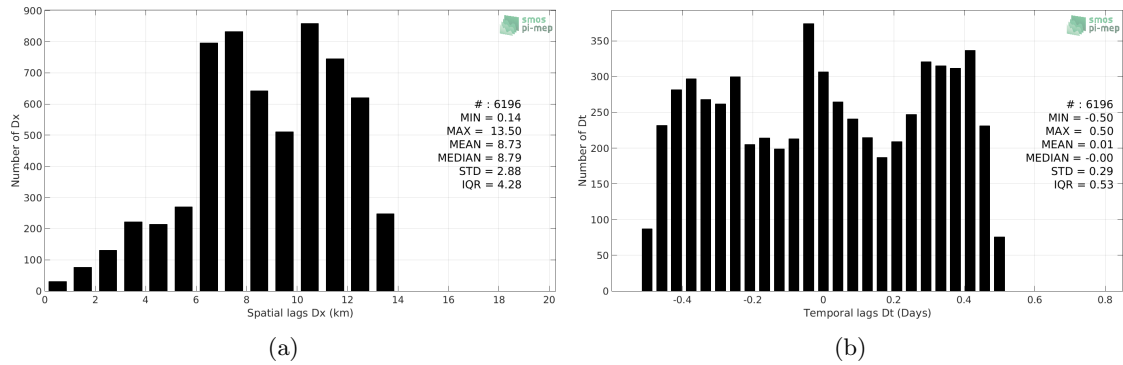 900
800
700
600
500
400
300
200
100
0
Number of Dx
smos
pi-mep
# : 6196
MIN = 0.14
MAX = 13.50
MEAN = 8.73
MEDIAN = 8.79
STD = 2.88
IQR = 4.28
0 2 4 6 8 10 12 14 16 18 20
Spatial lags Dx (km)
(a)
350
300
250
200
150
100
50
0
Number of Dt
smos
pi-mep
# : 6196
MIN = -0.50
MAX = 0.50
MEAN = 0.01
MEDIAN = -0.00
STD = 0.29
IQR = 0.53
-0.4 -0.2 0 0.2 0.4 0.6 0.8
Temporal lags Dt (Days)
(b)